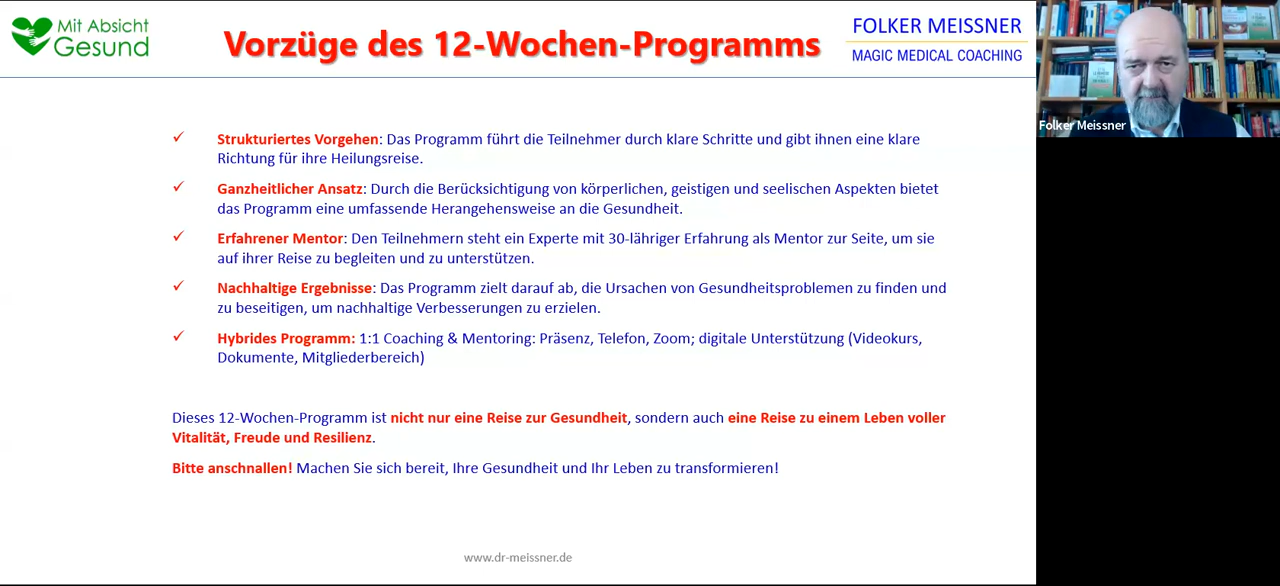 Mit Absicht
Gesund
Vorzüge des 12-Wochen-Programms
FOLKER MEISSNER
MAGIC MEDICAL COACHING
✓ Strukturiertes Vorgehen: Das Programm führt die Teilnehmer durch klare Schritte und gibt ihnen eine klare
Richtung für ihre Heilungsreise.
✓ Ganzheitlicher Ansatz: Durch die Berücksichtigung von körperlichen, geistigen und seelischen Aspekten bietet
das Programm eine umfassende Herangehensweise an die Gesundheit.
✓ Erfahrener Mentor: Den Teilnehmern steht ein Experte mit 30-lähriger Erfahrung als Mentor zur Seite, um sie
auf ihrer Reise zu begleiten und zu unterstützen.
✓ Nachhaltige Ergebnisse: Das Programm zielt darauf ab, die Ursachen von Gesundheitsproblemen zu finden und
zu beseitigen, um nachhaltige Verbesserungen zu erzielen.
✓ Hybrides Programm: 1:1 Coaching & Mentoring: Präsenz, Telefon, Zoom; digitale Unterstützung (Videokurs,
Dokumente, Mitgliederbereich)
Dieses 12-Wochen-Programm ist nicht nur eine Reise zur Gesundheit, sondern auch eine Reise zu einem Leben voller
Vitalität, Freude und Resilienz.
Bitte anschnallen! Machen Sie sich bereit, Ihre Gesundheit und Ihr Leben zu transformieren!
www.dr-meissner.de
Folker Meissner